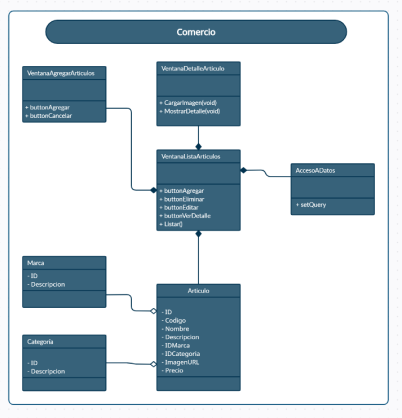 Comercio
VentanaAgregarArticulos
+ buttonAgregar
+ buttonCancelar
VentanaDetalleArticulo
+ CargarImagen(void)
+ MostrarDetalle(void)
VentanaListaArticulos
+ buttonAgregar
+ buttonEliminar
+ buttonEditar
+ buttonVerDetalle
+ Listar()
AccesoADatos
+ setQuery
Marca
- ID
- Descripcion
Articulo
- ID
- Codigo
- Nombre
- Descripcion
- IDMarca
- IDCategoria
- ImagenURL
- Precio
Categoría
- ID
- Descripcion